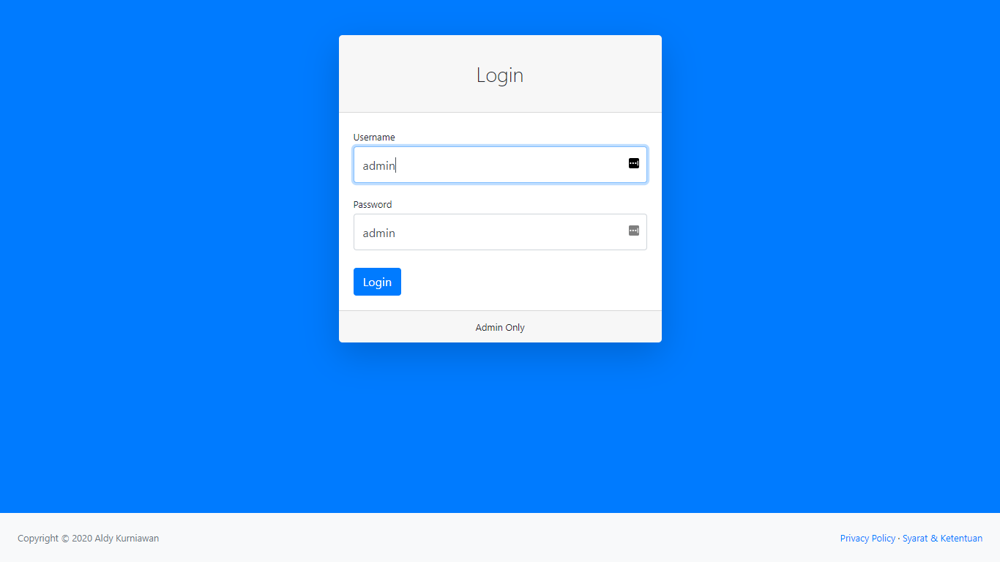 Login
Username
admin
Password
admin
Login
Admin Only
Copyright © 2020 Aldy Kurniawan
Privacy Policy · Syarat & Ketentuan